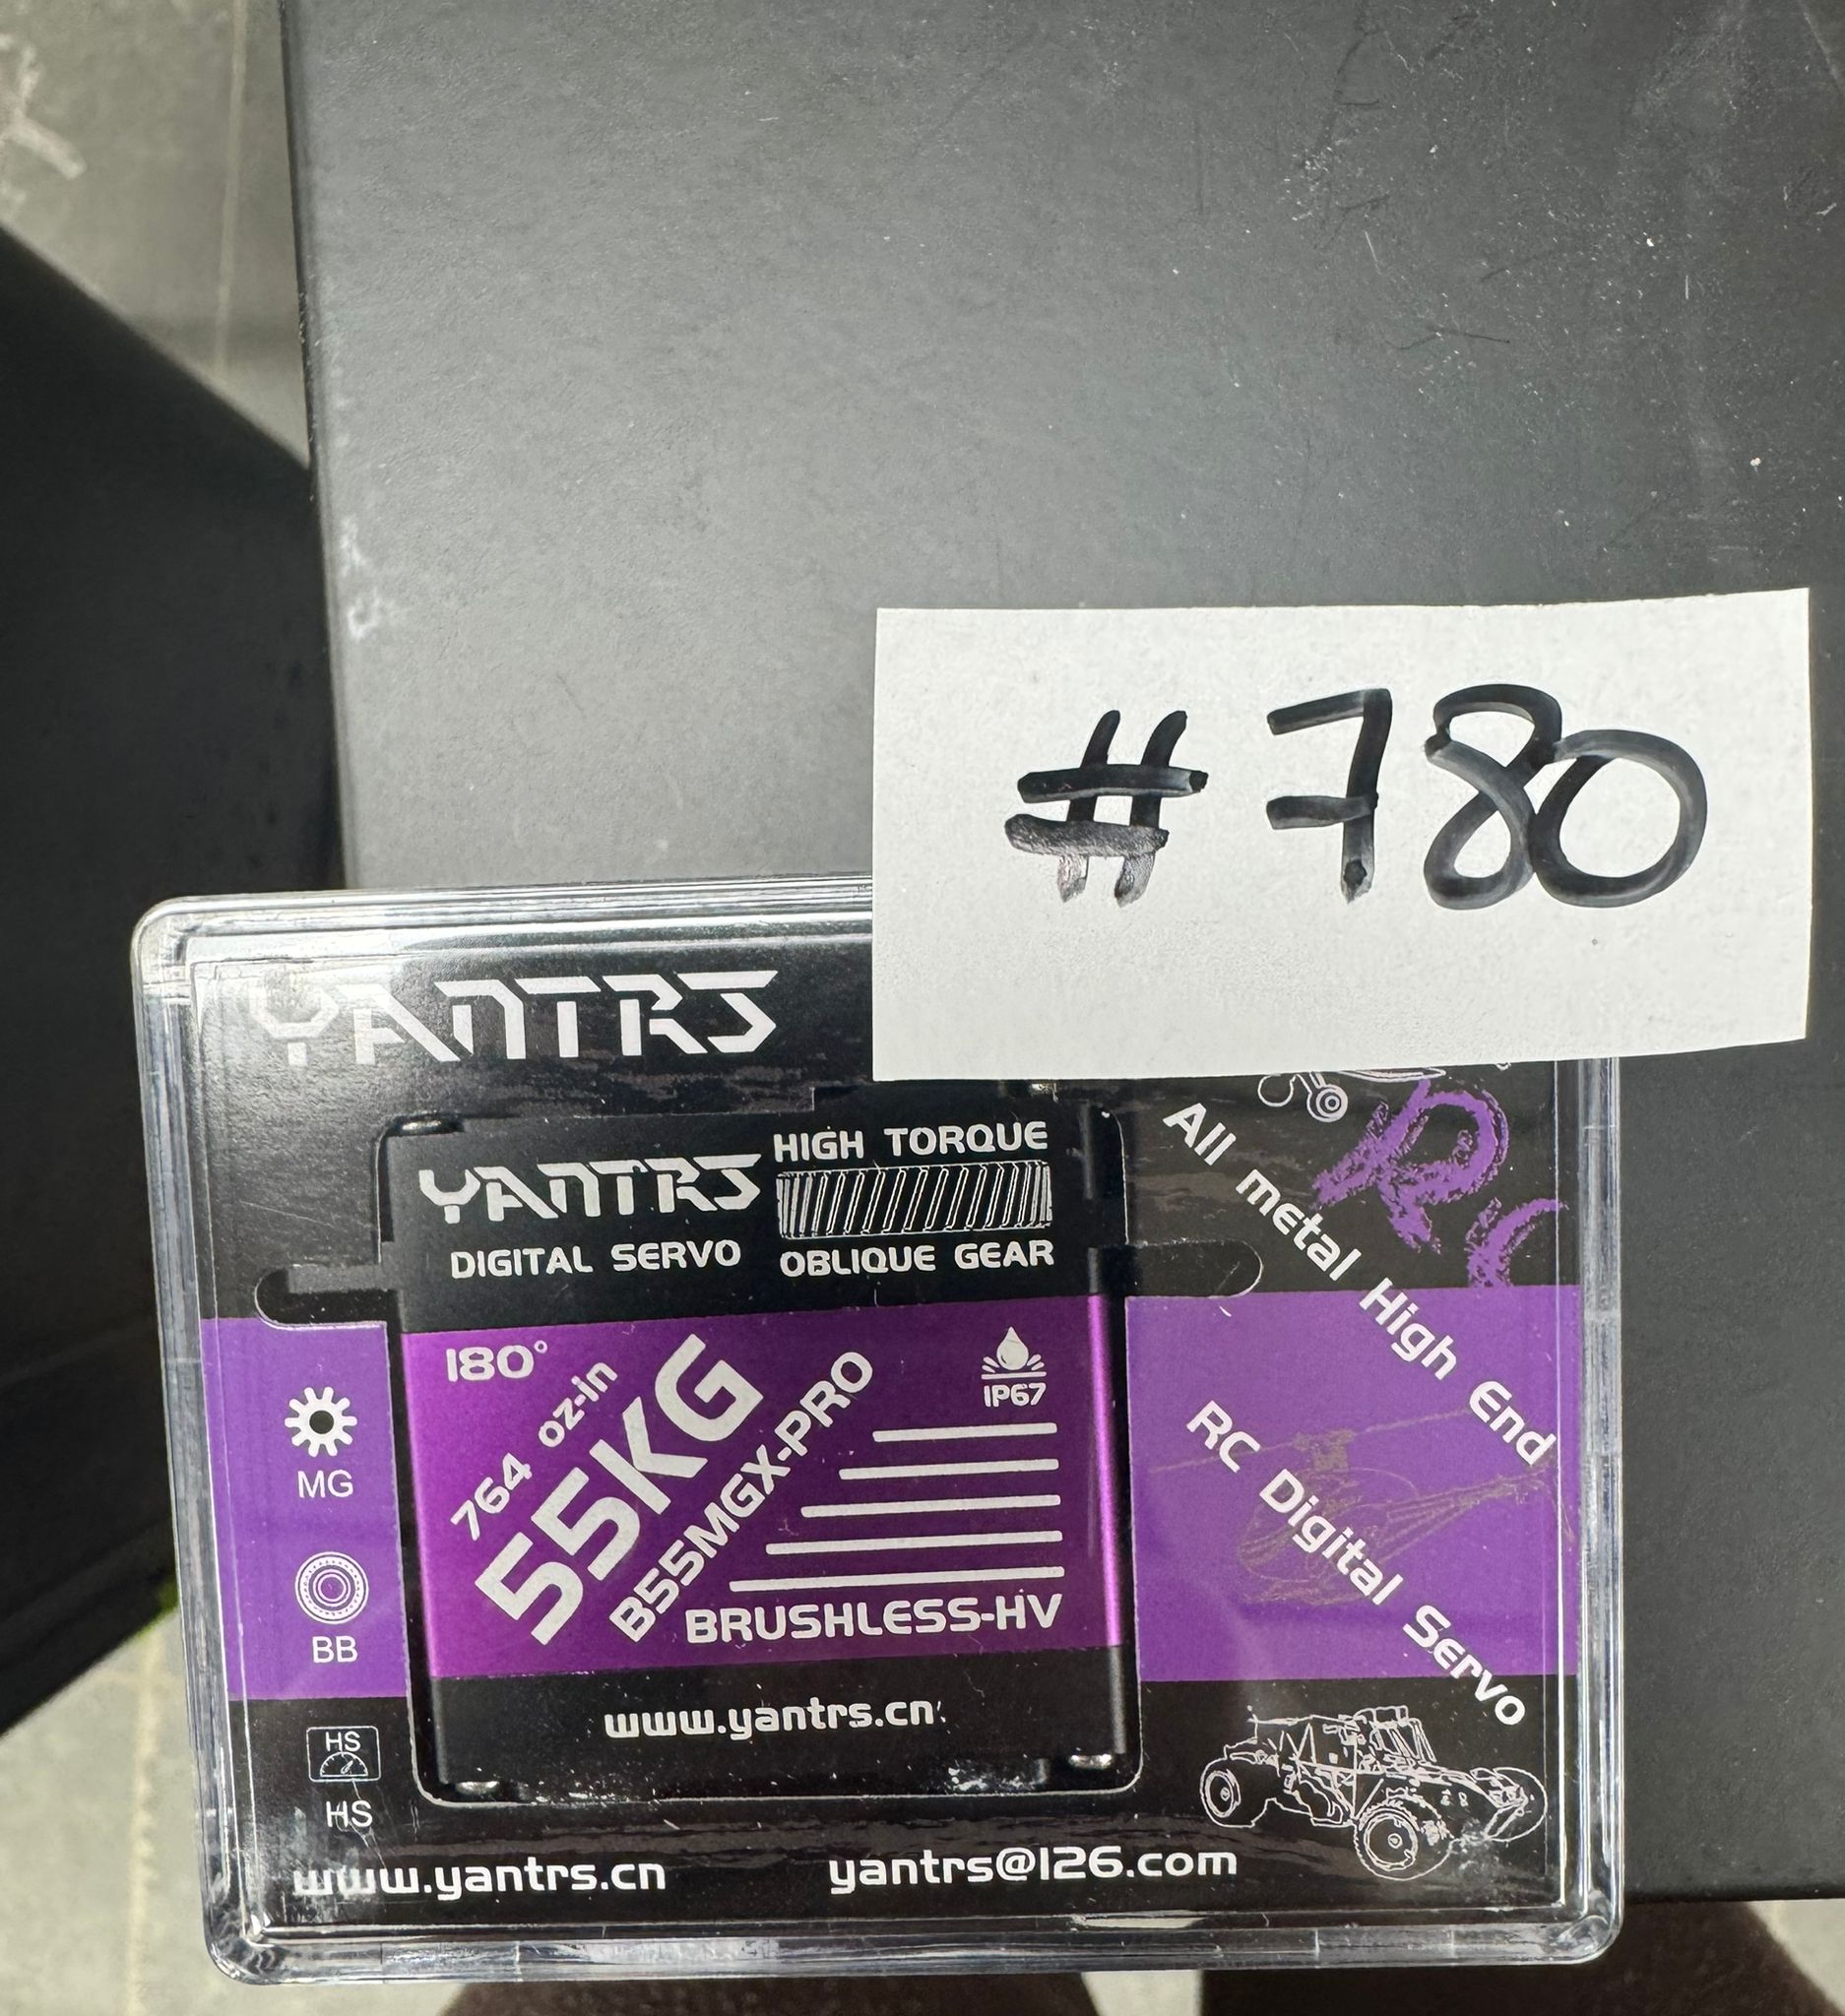 #780
YANTRS
YANTRS
DIGITAL SERVO
HIGH TORQUE
OBLIQUE GEAR
180°
764 oz-in
55KG
B55MGX-PRO
IP67
BRUSHLESS-HV
www.yantrs.cn
MG
BB
HS
HS
All metal High End
RC Digital Servo
www.yantrs.cn
yantrs@126.com